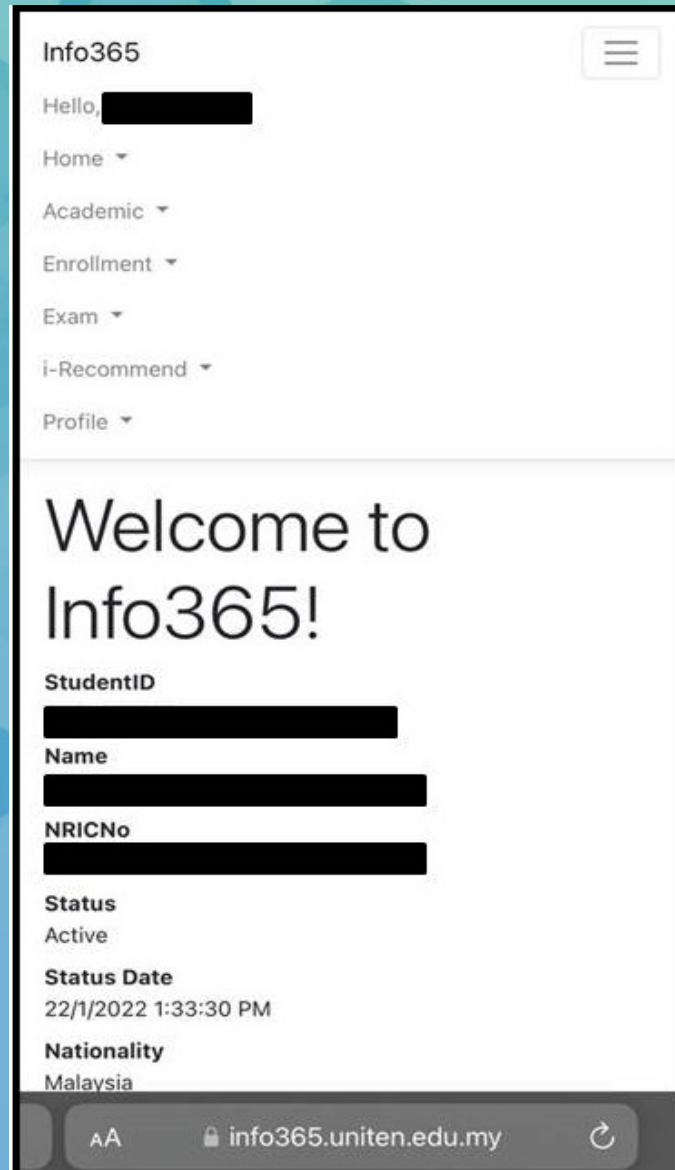 Info365
Hello,
Home
Academic
Enrollment
Exam
i-Recommend
Profile
Welcome to
Info365!
StudentID
Name
NRICNo
Status
Active
Status Date
22/1/2022 1:33:30 PM
Nationality
Malaysia
AA info365.uniten.edu.my